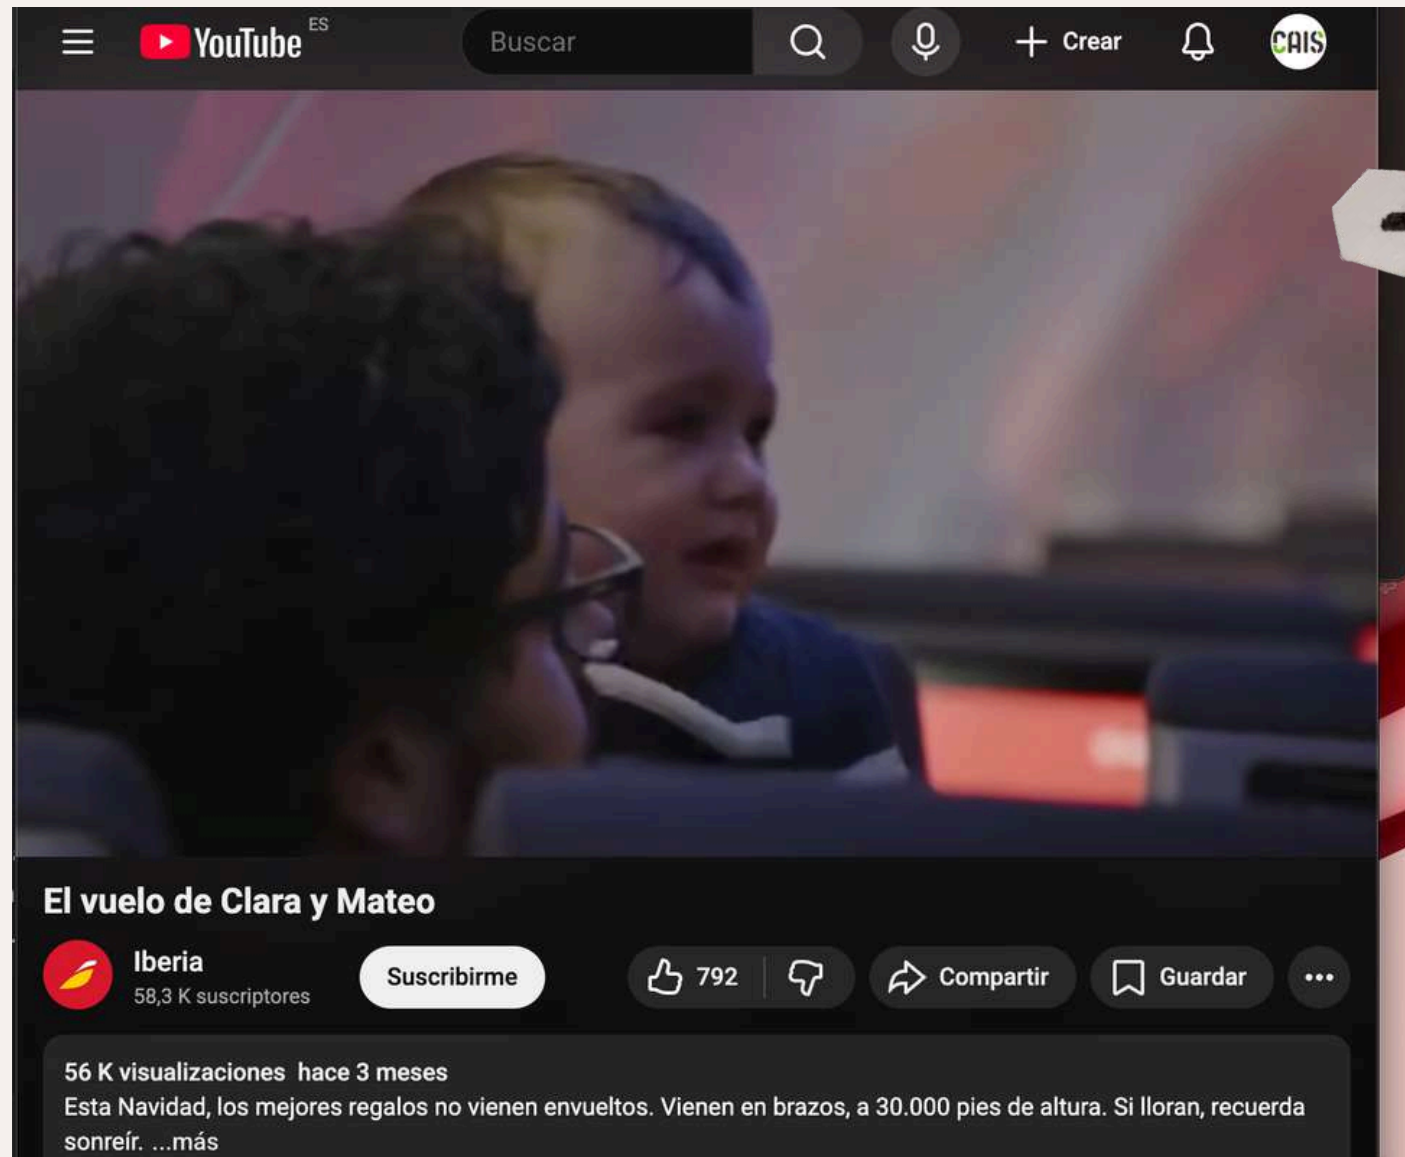 YouTube ES
Buscar
Crear
CAIS
El vuelo de Clara y Mateo
Iberia
58,3 K suscriptores
Suscribirme
792
Compartir
Guardar
56 K visualizaciones hace 3 meses
Esta Navidad, los mejores regalos no vienen envueltos. Vienen en brazos, a 30.000 pies de altura. Si lloran, recuerda
sonreír. ...más